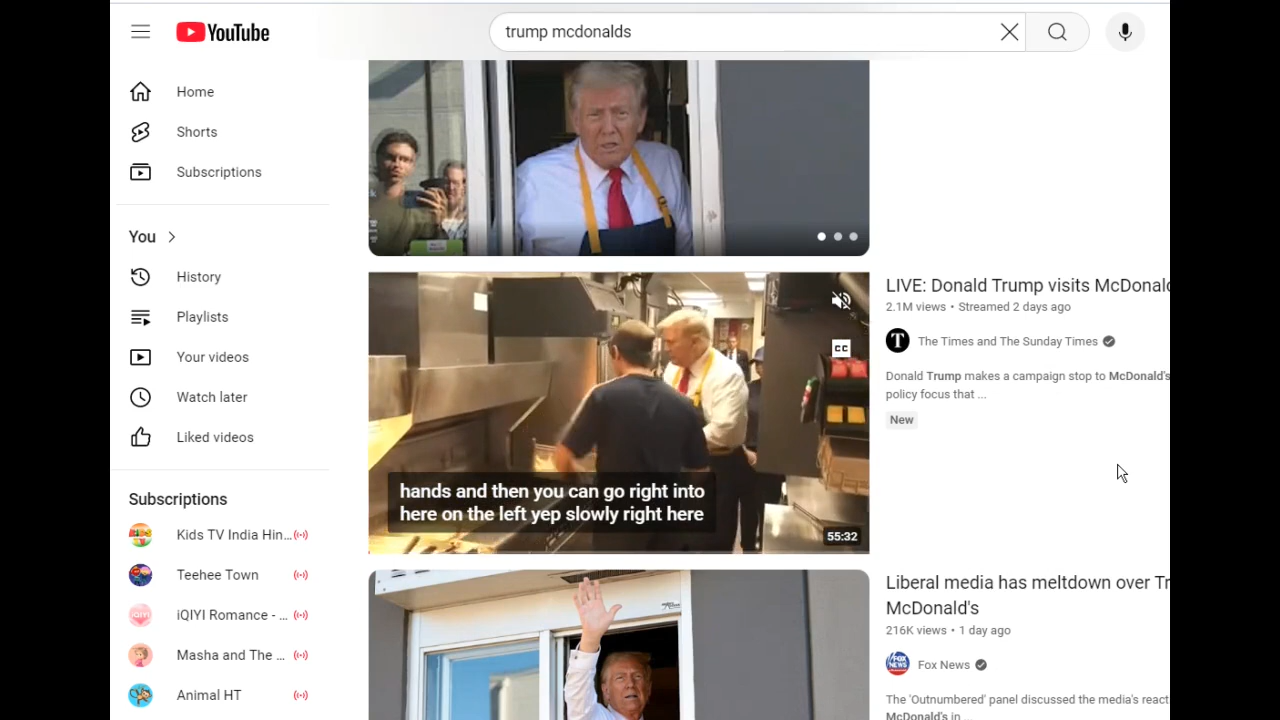 YouTube
trump mcdonalds
Home
Shorts
Subscriptions
You
History
Playlists
Your videos
Watch later
Liked videos
Subscriptions
Kids TV India Hin...
Teehee Town
iQIYI Romance - ...
Masha and The ...
Animal HT
CC
hands and then you can go right into
here on the left yep slowly right here
55:32
LIVE: Donald Trump visits McDonald
2.1M views • Streamed 2 days ago
T
The Times and The Sunday Times
Donald Trump makes a campaign stop to McDonald's
policy focus that ...
New
Liberal media has meltdown over Tr
McDonald's
216K views • 1 day ago
FOX NEWS
Fox News
The 'Outnumbered' panel discussed the media's react
McDonald's in ...